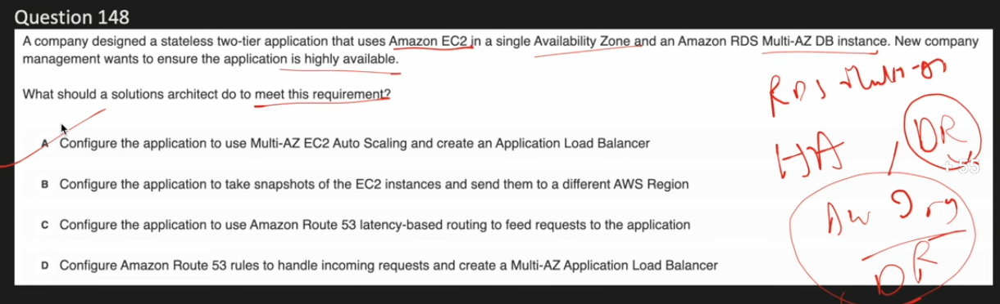 Question 148
A company designed a stateless two-tier application that uses Amazon EC2 in a single Availability Zone and an Amazon RDS Multi-AZ DB instance. New company
management wants to ensure the application is highly available.
What should a solutions architect do to meet this requirement?
A Configure the application to use Multi-AZ EC2 Auto Scaling and create an Application Load Balancer
B Configure the application to take snapshots of the EC2 instances and send them to a different AWS Region
C Configure the application to use Amazon Route 53 latency-based routing to feed requests to the application
D Configure Amazon Route 53 rules to handle incoming requests and create a Multi-AZ Application Load Balancer
RDS
HA
DR
+55
DR